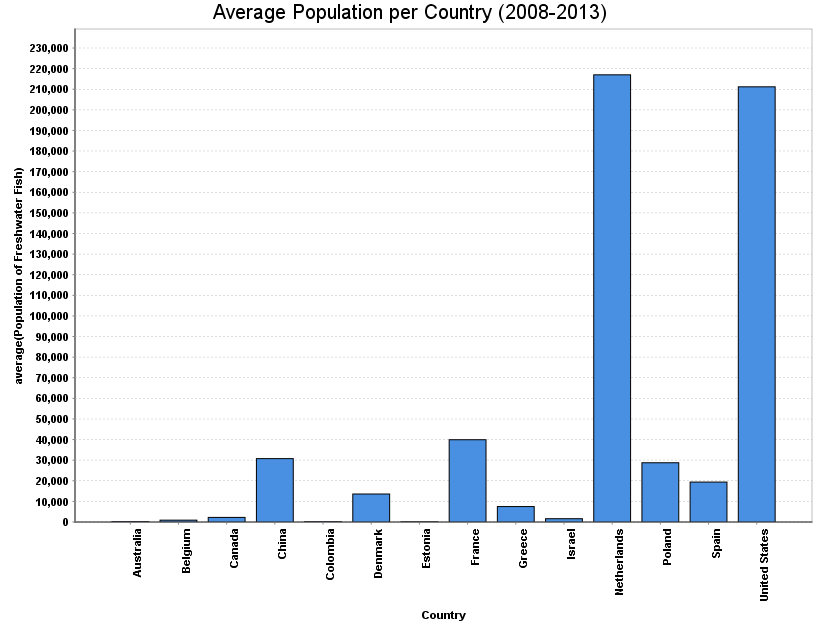 Average Population per Country (2008-2013)
average(Population of Freshwater Fish)
230,000
220,000
210,000
200,000
190,000
180,000
170,000
160,000
150,000
140,000
130,000
120,000
110,000
100,000
90,000
80,000
70,000
60,000
50,000
40,000
30,000
20,000
10,000
0
Australia
Belgium
Canada
China
Colombia
Denmark
Estonia
France
Greece
Israel
Netherlands
Poland
Spain
United States
Country